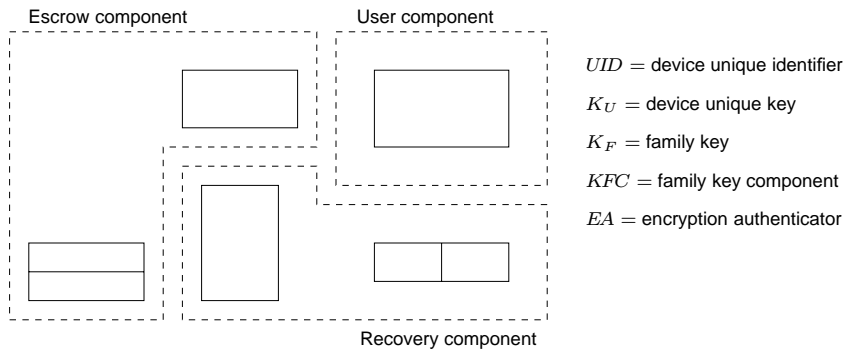 Escrow component
User component
UID = device unique identifier
K_U = device unique key
K_F = family key
KFC = family key component
EA = encryption authenticator
Recovery component